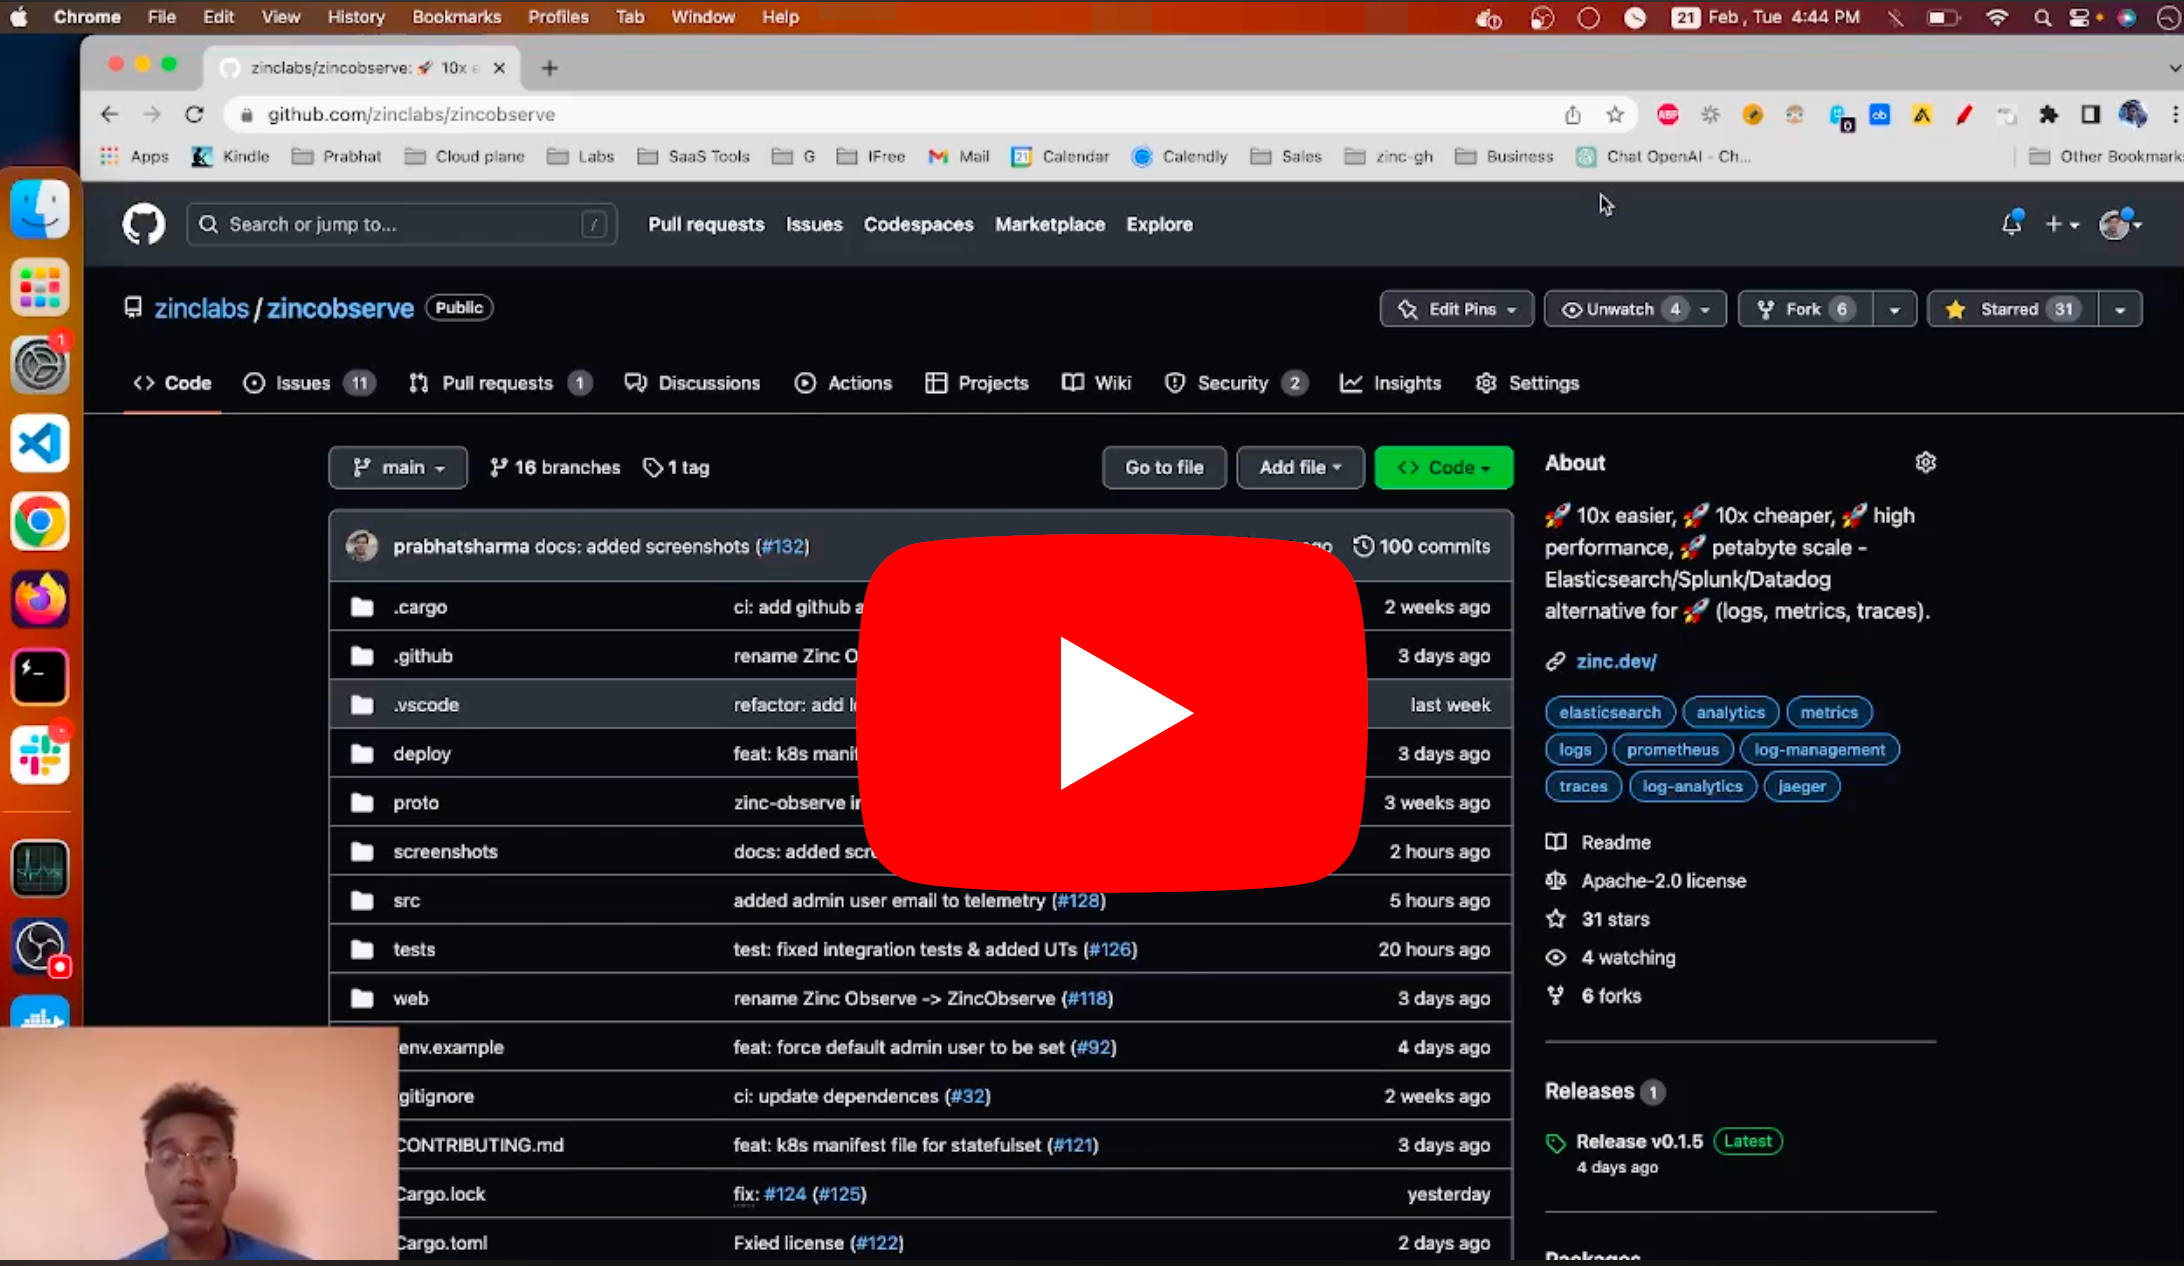 Chrome File Edit View History Bookmarks Profiles Tab Window Help 21 Feb , Tue 4:44 PM
zinclabs/zincobserve: 🚀 10x e
github.com/zinclabs/zincobserve ABP 0 cb
Apps Kindle Prabhat Cloud plane Labs SaaS Tools G IFree Mail 21 Calendar Calendly Sales zinc-gh Business Chat OpenAI - Ch... Other Bookmark
Search or jump to... / Pull requests Issues Codespaces Marketplace Explore
zinclabs / zincobserve Public Edit Pins Unwatch 4 Fork 6 Starred 31
1
Code Issues 11 Pull requests 1 Discussions Actions Projects Wiki Security 2 Insights Settings
main 16 branches 1 tag Go to file Add file Code
prabhatsharma docs: added screenshots (#132) ago 100 commits
.cargo ci: add github a 2 weeks ago
.github rename Zinc O 3 days ago
.vscode refactor: add last week
deploy feat: k8s manif 3 days ago
proto zinc-observe in 3 weeks ago
screenshots docs: added scre 2 hours ago
src added admin user email to telemetry (#128) 5 hours ago
tests test: fixed integration tests & added UTs (#126) 20 hours ago
web rename Zinc Observe -> ZincObserve (#118) 3 days ago
env.example feat: force default admin user to be set (#92) 4 days ago
gitignore ci: update dependences (#32) 2 weeks ago
CONTRIBUTING.md feat: k8s manifest file for statefulset (#121) 3 days ago
Cargo.lock fix: #124 (#125) yesterday
Cargo.toml Fxied license (#122) 2 days ago
About
🚀 10x easier, 🚀 10x cheaper, 🚀 high
performance, 🚀 petabyte scale -
Elasticsearch/Splunk/Datadog
alternative for 🚀 (logs, metrics, traces).
zinc.dev/
elasticsearch analytics metrics
logs prometheus log-management
traces log-analytics jaeger
Readme
Apache-2.0 license
31 stars
4 watching
6 forks
Releases 1
Release v0.1.5 Latest
4 days ago
Packages